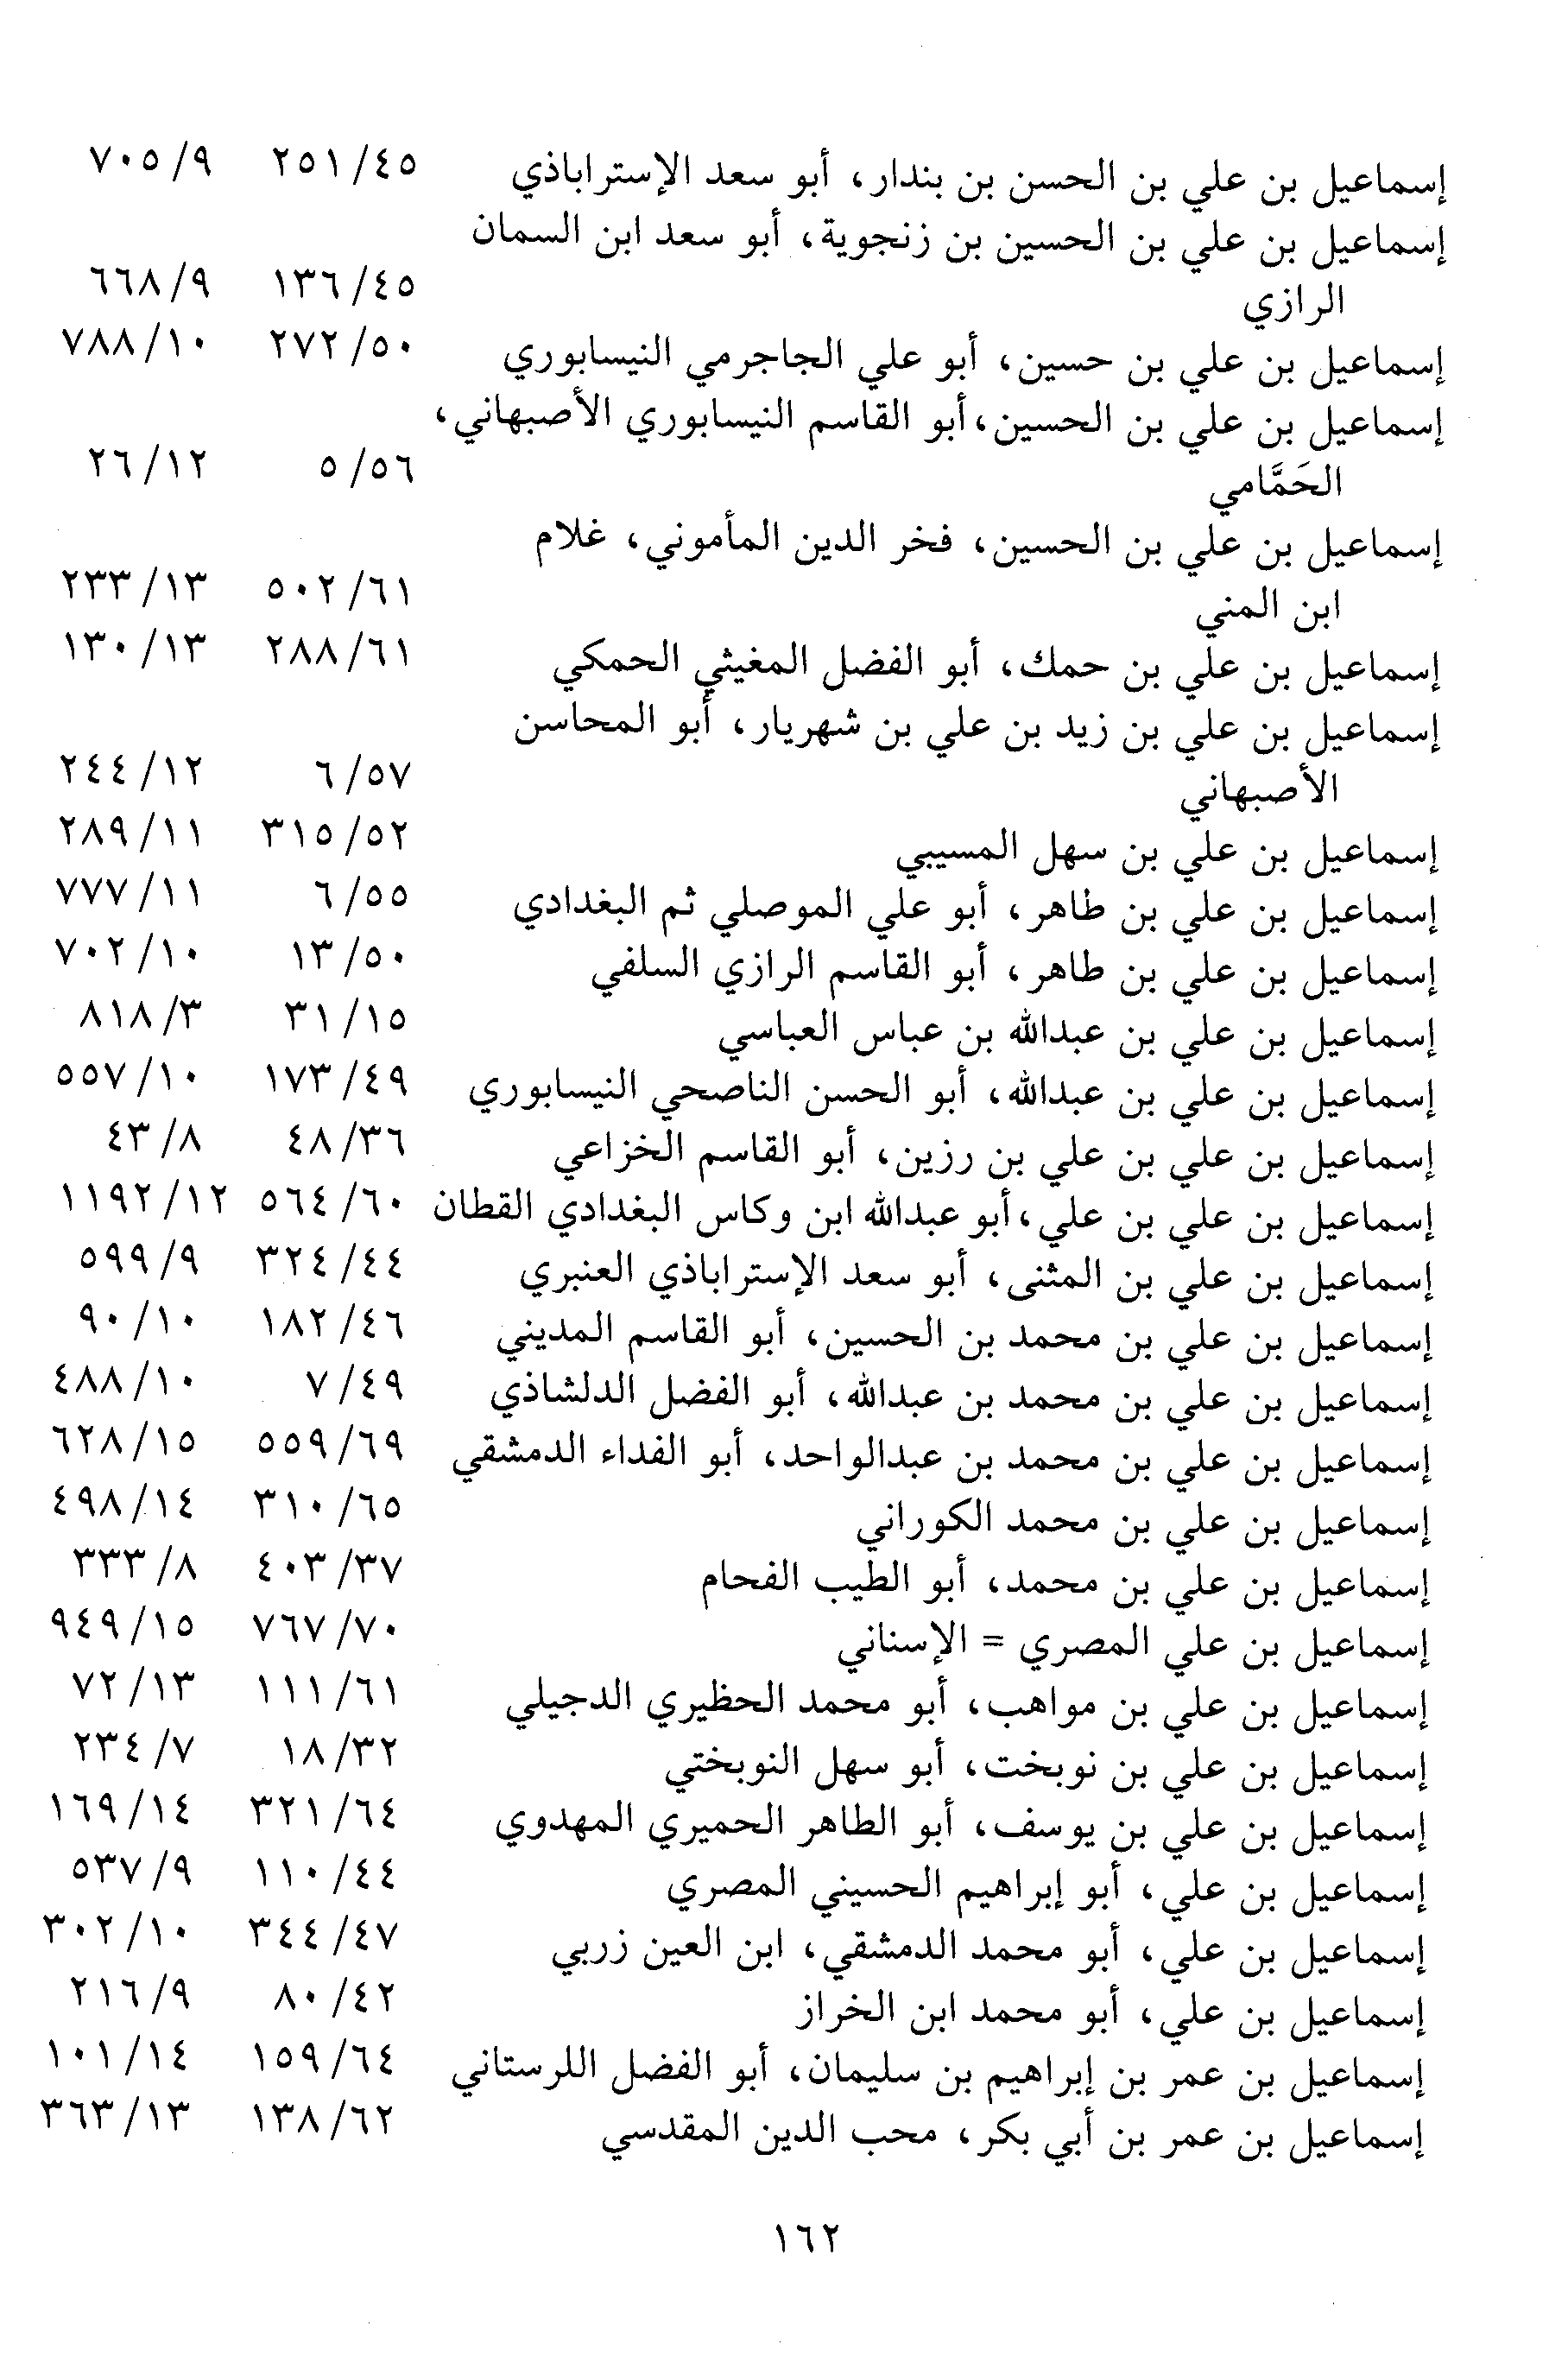 إسماعيل بن علي بن الحسن بن بندار، أبو سعد الإستراباذي ٢٥١/٤٥ ٧٠٥/٩
إسماعيل بن علي بن الحسين بن زنجوية، أبو سعد ابن السمان
الرازي ١٣٦/٤٥ ٦٦٨/٩
إسماعيل بن علي بن حسين، أبو علي الجاجرمي النيسابوري ٢٧٢/٥٠ ٧٨٨/١٠
إسماعيل بن علي بن الحسين، أبو القاسم النيسابوري الأصبهاني،
الحَمَّامي ٥/٥٦ ٢٦/١٢
إسماعيل بن علي بن الحسين، فخر الدين المأموني، غلام
ابن المني ٥٠٢/٦١ ٢٣٣/١٣
إسماعيل بن علي بن حمك، أبو الفضل المغيثي الحمكي ٢٨٨/٦١ ١٣٠/١٣
إسماعيل بن علي بن زيد بن علي بن شهريار، أبو المحاسن
الأصبهاني ٦/٥٧ ٢٤٤/١٢
إسماعيل بن علي بن سهل المسيبي ٣١٥/٥٢ ٢٨٩/١١
إسماعيل بن علي بن طاهر، أبو علي الموصلي ثم البغدادي ٦/٥٥ ٧٧٧/١١
إسماعيل بن علي بن طاهر، أبو القاسم الرازي السلفي ١٣/٥٠ ٧٠٢/١٠
إسماعيل بن علي بن عبدالله بن عباس العباسي ٣١/١٥ ٨١٨/٣
إسماعيل بن علي بن عبدالله، أبو الحسن الناصحي النيسابوري ١٧٣/٤٩ ٥٥٧/١٠
إسماعيل بن علي بن علي بن رزين، أبو القاسم الخزاعي ٤٨/٣٦ ٤٣/٨
إسماعيل بن علي بن علي، أبو عبدالله ابن وكاس البغدادي القطان ٥٦٤/٦٠ ١١٩٢/١٢
إسماعيل بن علي بن المثنى، أبو سعد الإستراباذي العنبري ٣٢٤/٤٤ ٥٩٩/٩
إسماعيل بن علي بن محمد بن الحسين، أبو القاسم المديني ١٨٢/٤٦ ٩٠/١٠
إسماعيل بن علي بن محمد بن عبدالله، أبو الفضل الدلشاذي ٧/٤٩ ٤٨٨/١٠
إسماعيل بن علي بن محمد بن عبدالواحد، أبو الفداء الدمشقي ٥٥٩/٦٩ ٦٢٨/١٥
إسماعيل بن علي بن محمد الكوراني ٣١٠/٦٥ ٤٩٨/١٤
إسماعيل بن علي بن محمد، أبو الطيب الفحام ٤٠٣/٣٧ ٣٣٣/٨
إسماعيل بن علي المصري = الإسناني ٧٦٧/٧٠ ٩٤٩/١٥
إسماعيل بن علي بن مواهب، أبو محمد الحظيري الدجيلي ١١١/٦١ ٧٢/١٣
إسماعيل بن علي بن نوبخت، أبو سهل النوبختي ١٨/٣٢ ٢٣٤/٧
إسماعيل بن علي بن يوسف، أبو الطاهر الحميري المهدوي ٣٢١/٦٤ ١٦٩/١٤
إسماعيل بن علي، أبو إبراهيم الحسيني المصري ١١٠/٤٤ ٥٣٧/٩
إسماعيل بن علي، أبو محمد الدمشقي، ابن العين زربي ٣٤٤/٤٧ ٣٠٢/١٠
إسماعيل بن علي، أبو محمد ابن الخراز ٨٠/٤٢ ٢١٦/٩
إسماعيل بن عمر بن إبراهيم بن سليمان، أبو الفضل اللرستاني ١٥٩/٦٤ ١٠١/١٤
إسماعيل بن عمر بن أبي بكر، محب الدين المقدسي ١٣٨/٦٢ ٣٦٣/١٣
١٦٢